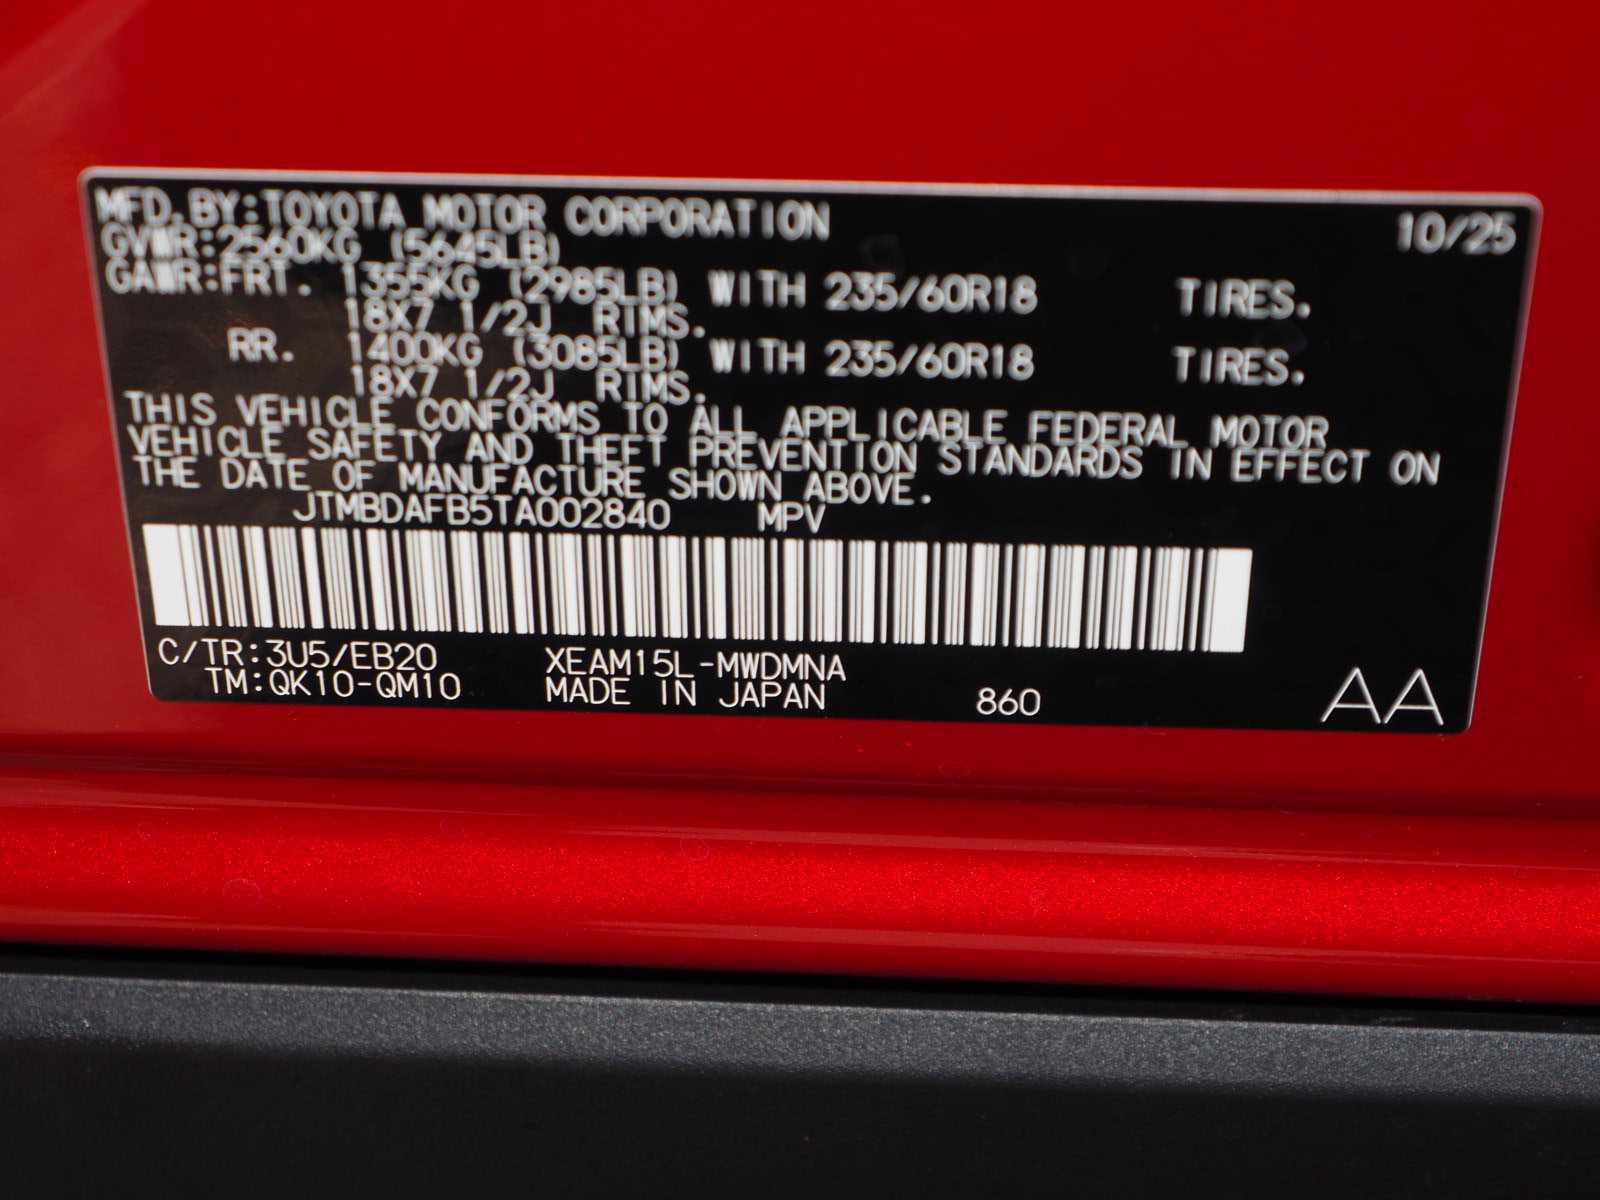 MFD.BY:TOYOTA MOTOR CORPORATION 10/25
GVWR:2560KG (5645LB)
GAWR:FRT. 1355KG (2985LB) WITH 235/60R18 TIRES.
18X7 1/2J RIMS.
RR. 1400KG (3085LB) WITH 235/60R18 TIRES.
18X7 1/2J RIMS.
THIS VEHICLE CONFORMS TO ALL APPLICABLE FEDERAL MOTOR
VEHICLE SAFETY AND THEFT PREVENTION STANDARDS IN EFFECT ON
THE DATE OF MANUFACTURE SHOWN ABOVE.
JTMBDAFB5TA002840 MPV
C/TR:3U5/EB20 XEAM15L-MWDMNA
TM:QK10-QM10 MADE IN JAPAN 860 AA